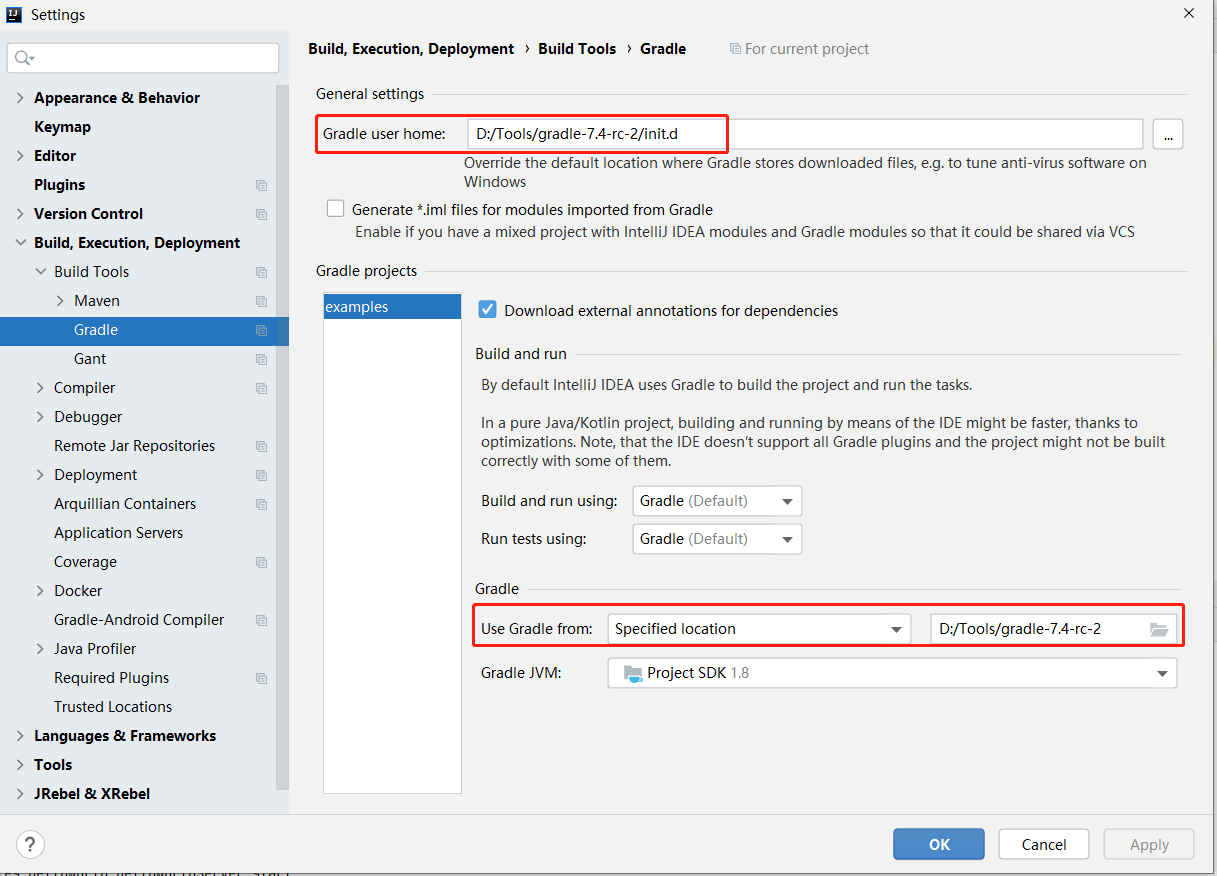 Settings
Build, Execution, Deployment › Build Tools › Gradle For current project
Appearance & Behavior
Keymap
Editor
Plugins
Version Control
Build, Execution, Deployment
Build Tools
Maven
Gradle
Gant
Compiler
Debugger
Remote Jar Repositories
Deployment
Arquillian Containers
Application Servers
Coverage
Docker
Gradle-Android Compiler
Java Profiler
Required Plugins
Trusted Locations
Languages & Frameworks
Tools
JRebel & XRebel
General settings
Gradle user home: D:/Tools/gradle-7.4-rc-2/init.d ...
Override the default location where Gradle stores downloaded files, e.g. to tune anti-virus software on
Windows
Generate *.iml files for modules imported from Gradle
Enable if you have a mixed project with IntelliJ IDEA modules and Gradle modules so that it could be shared via VCS
Gradle projects
examples
Download external annotations for dependencies
Build and run
By default IntelliJ IDEA uses Gradle to build the project and run the tasks.
In a pure Java/Kotlin project, building and running by means of the IDE might be faster, thanks to
optimizations. Note, that the IDE doesn't support all Gradle plugins and the project might not be built
correctly with some of them.
Build and run using: Gradle (Default)
Run tests using: Gradle (Default)
Gradle
Use Gradle from: Specified location D:/Tools/gradle-7.4-rc-2
Gradle JVM: Project SDK 1.8
? OK Cancel Apply